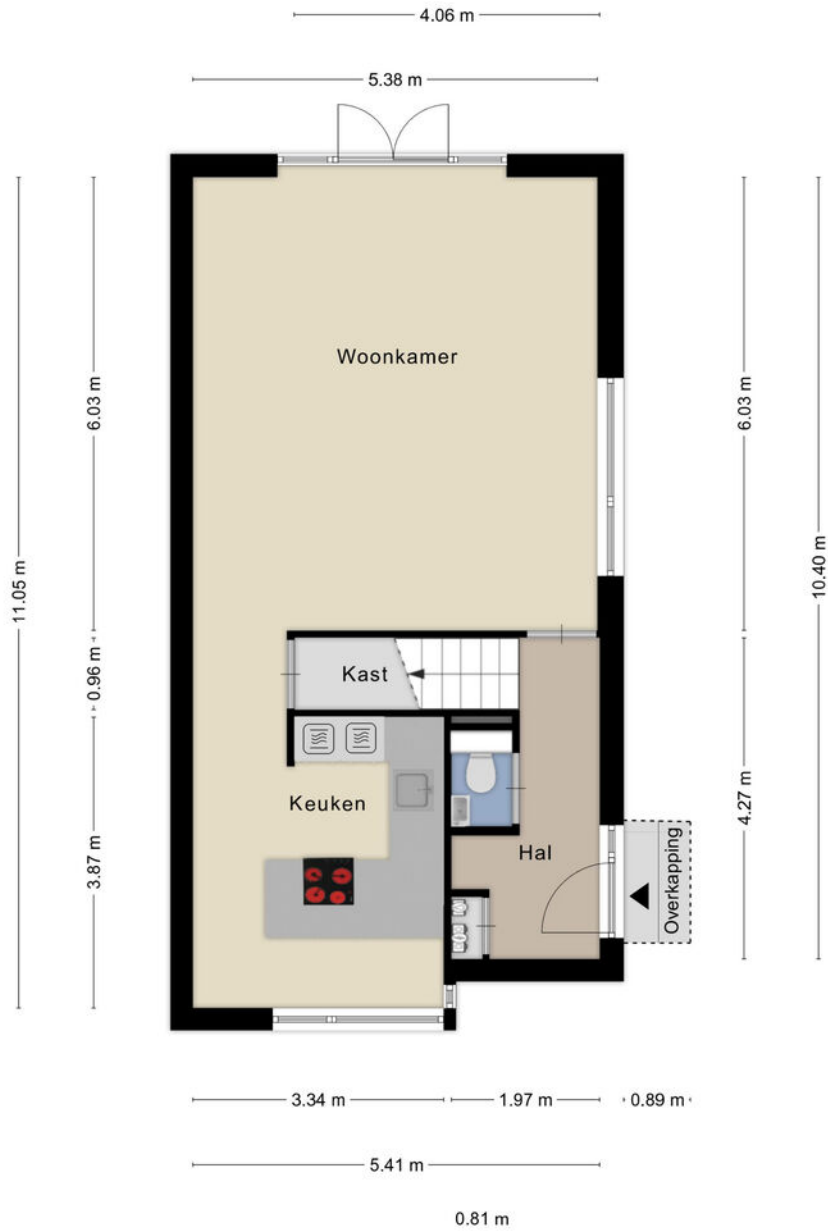 4.06 m
5.38 m
Woonkamer
6.03 m
6.03 m
11.05 m
10.40 m
Kast
0.96 m
Keuken
4.27 m
Hal
Overkapping
3.87 m
3.34 m
1.97 m
0.89 m
5.41 m
0.81 m